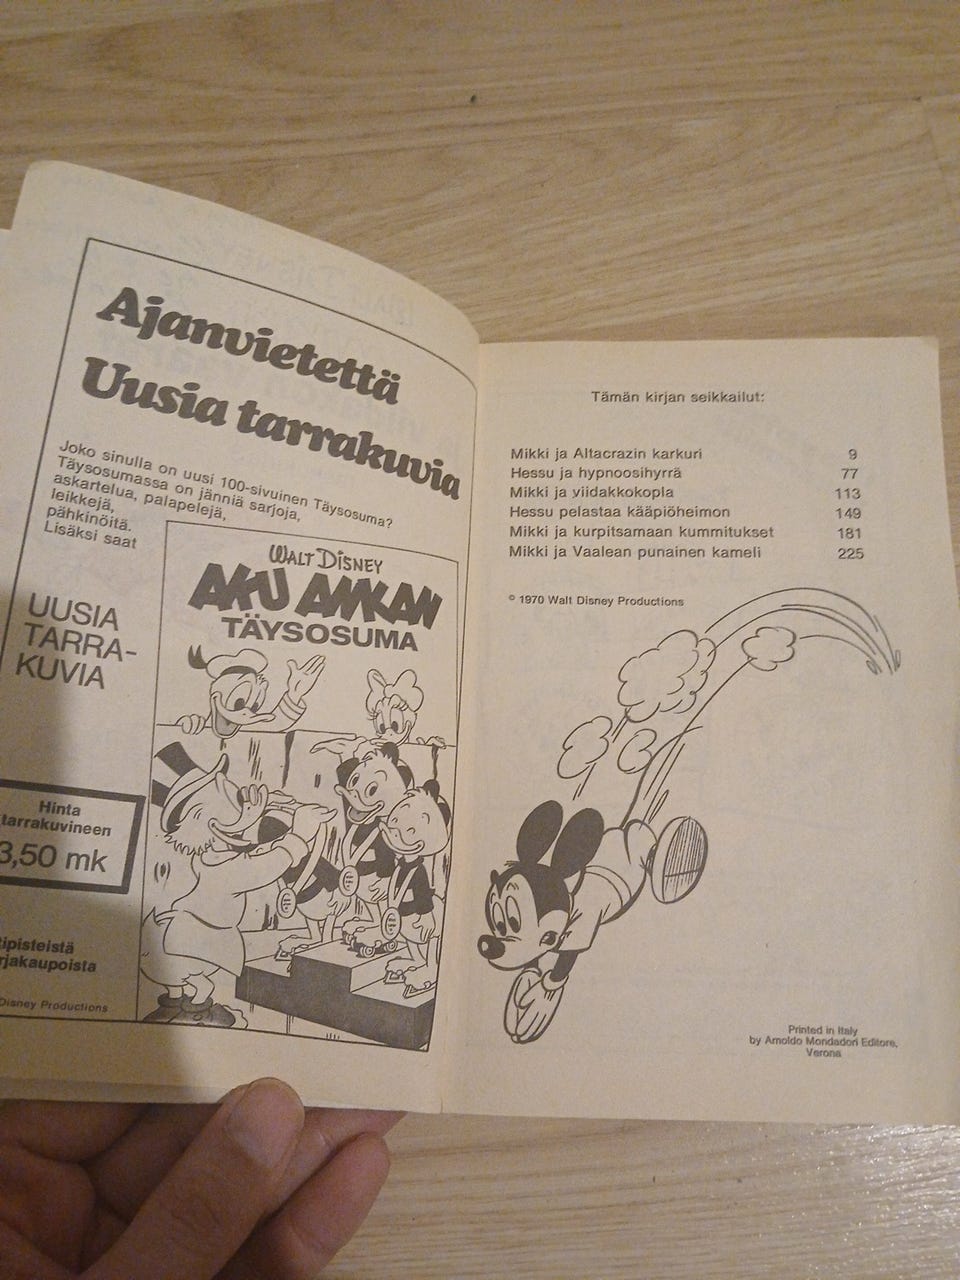 Ajanvietettä
Uusia tarrakuvia
Joko sinulla on uusi 100-sivuinen Täysosuma?
Täysosumassa on jänniä sarjoja,
askartelua, palapelejä,
leikkejä,
pähkinöitä.
Lisäksi saat
UUSIA
TARRA-
KUVIA
WALT DISNEY
AKU ANKAN
TÄYSOSUMA
Hinta
tarrakuvineen
3,50 mk
Disney Productions
Tämän kirjan seikkailut:
Mikki ja Altacrazin karkuri 9
Hessu ja hypnoosihyrrä 77
Mikki ja viidakkokopla 113
Hessu pelastaa kääpiöheimon 149
Mikki ja kurpitsamaan kummitukset 181
Mikki ja Vaalean punainen kameli 225
© 1970 Walt Disney Productions
Printed in Italy
by Arnoldo Mondadori Editore,
Verona